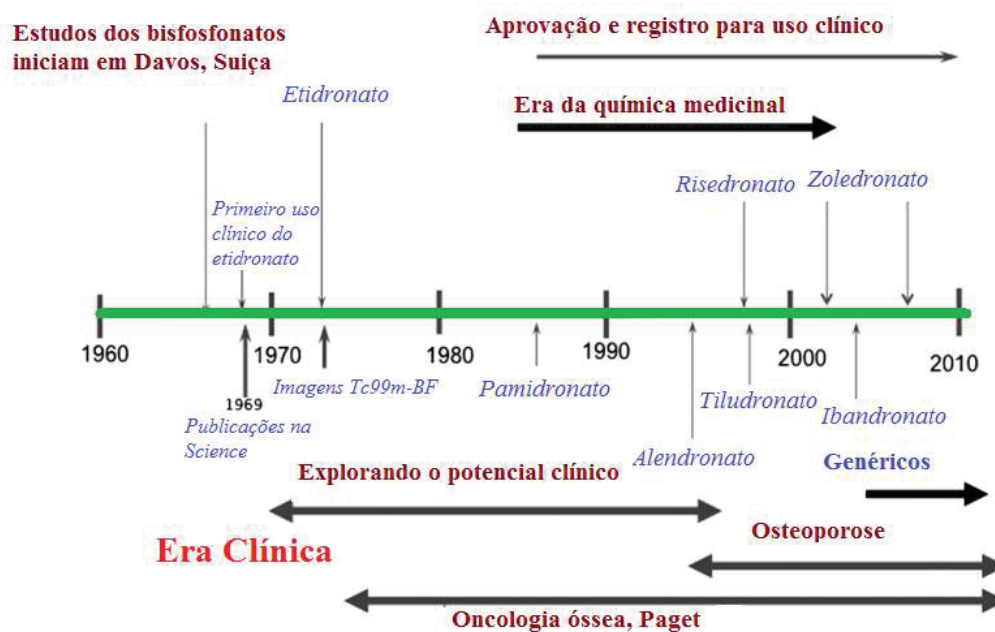 Estudos dos bisfosfonatos
iniciam em Davos, Suiça
Aprovação e registro para uso clínico
Etidronato
Era da química medicinal
Risedronato
Zoledronato
Primeiro uso
clínico do
etidronato
1960
1970
1980
1990
2000
2010
1969
Publicações na
Science
Imagens Tc99m-BF
Pamidronato
Tiludronato
Ibandronato
Alendronato
Genéricos
Explorando o potencial clínico
Osteoporose
Era Clínica
Oncologia óssea, Paget